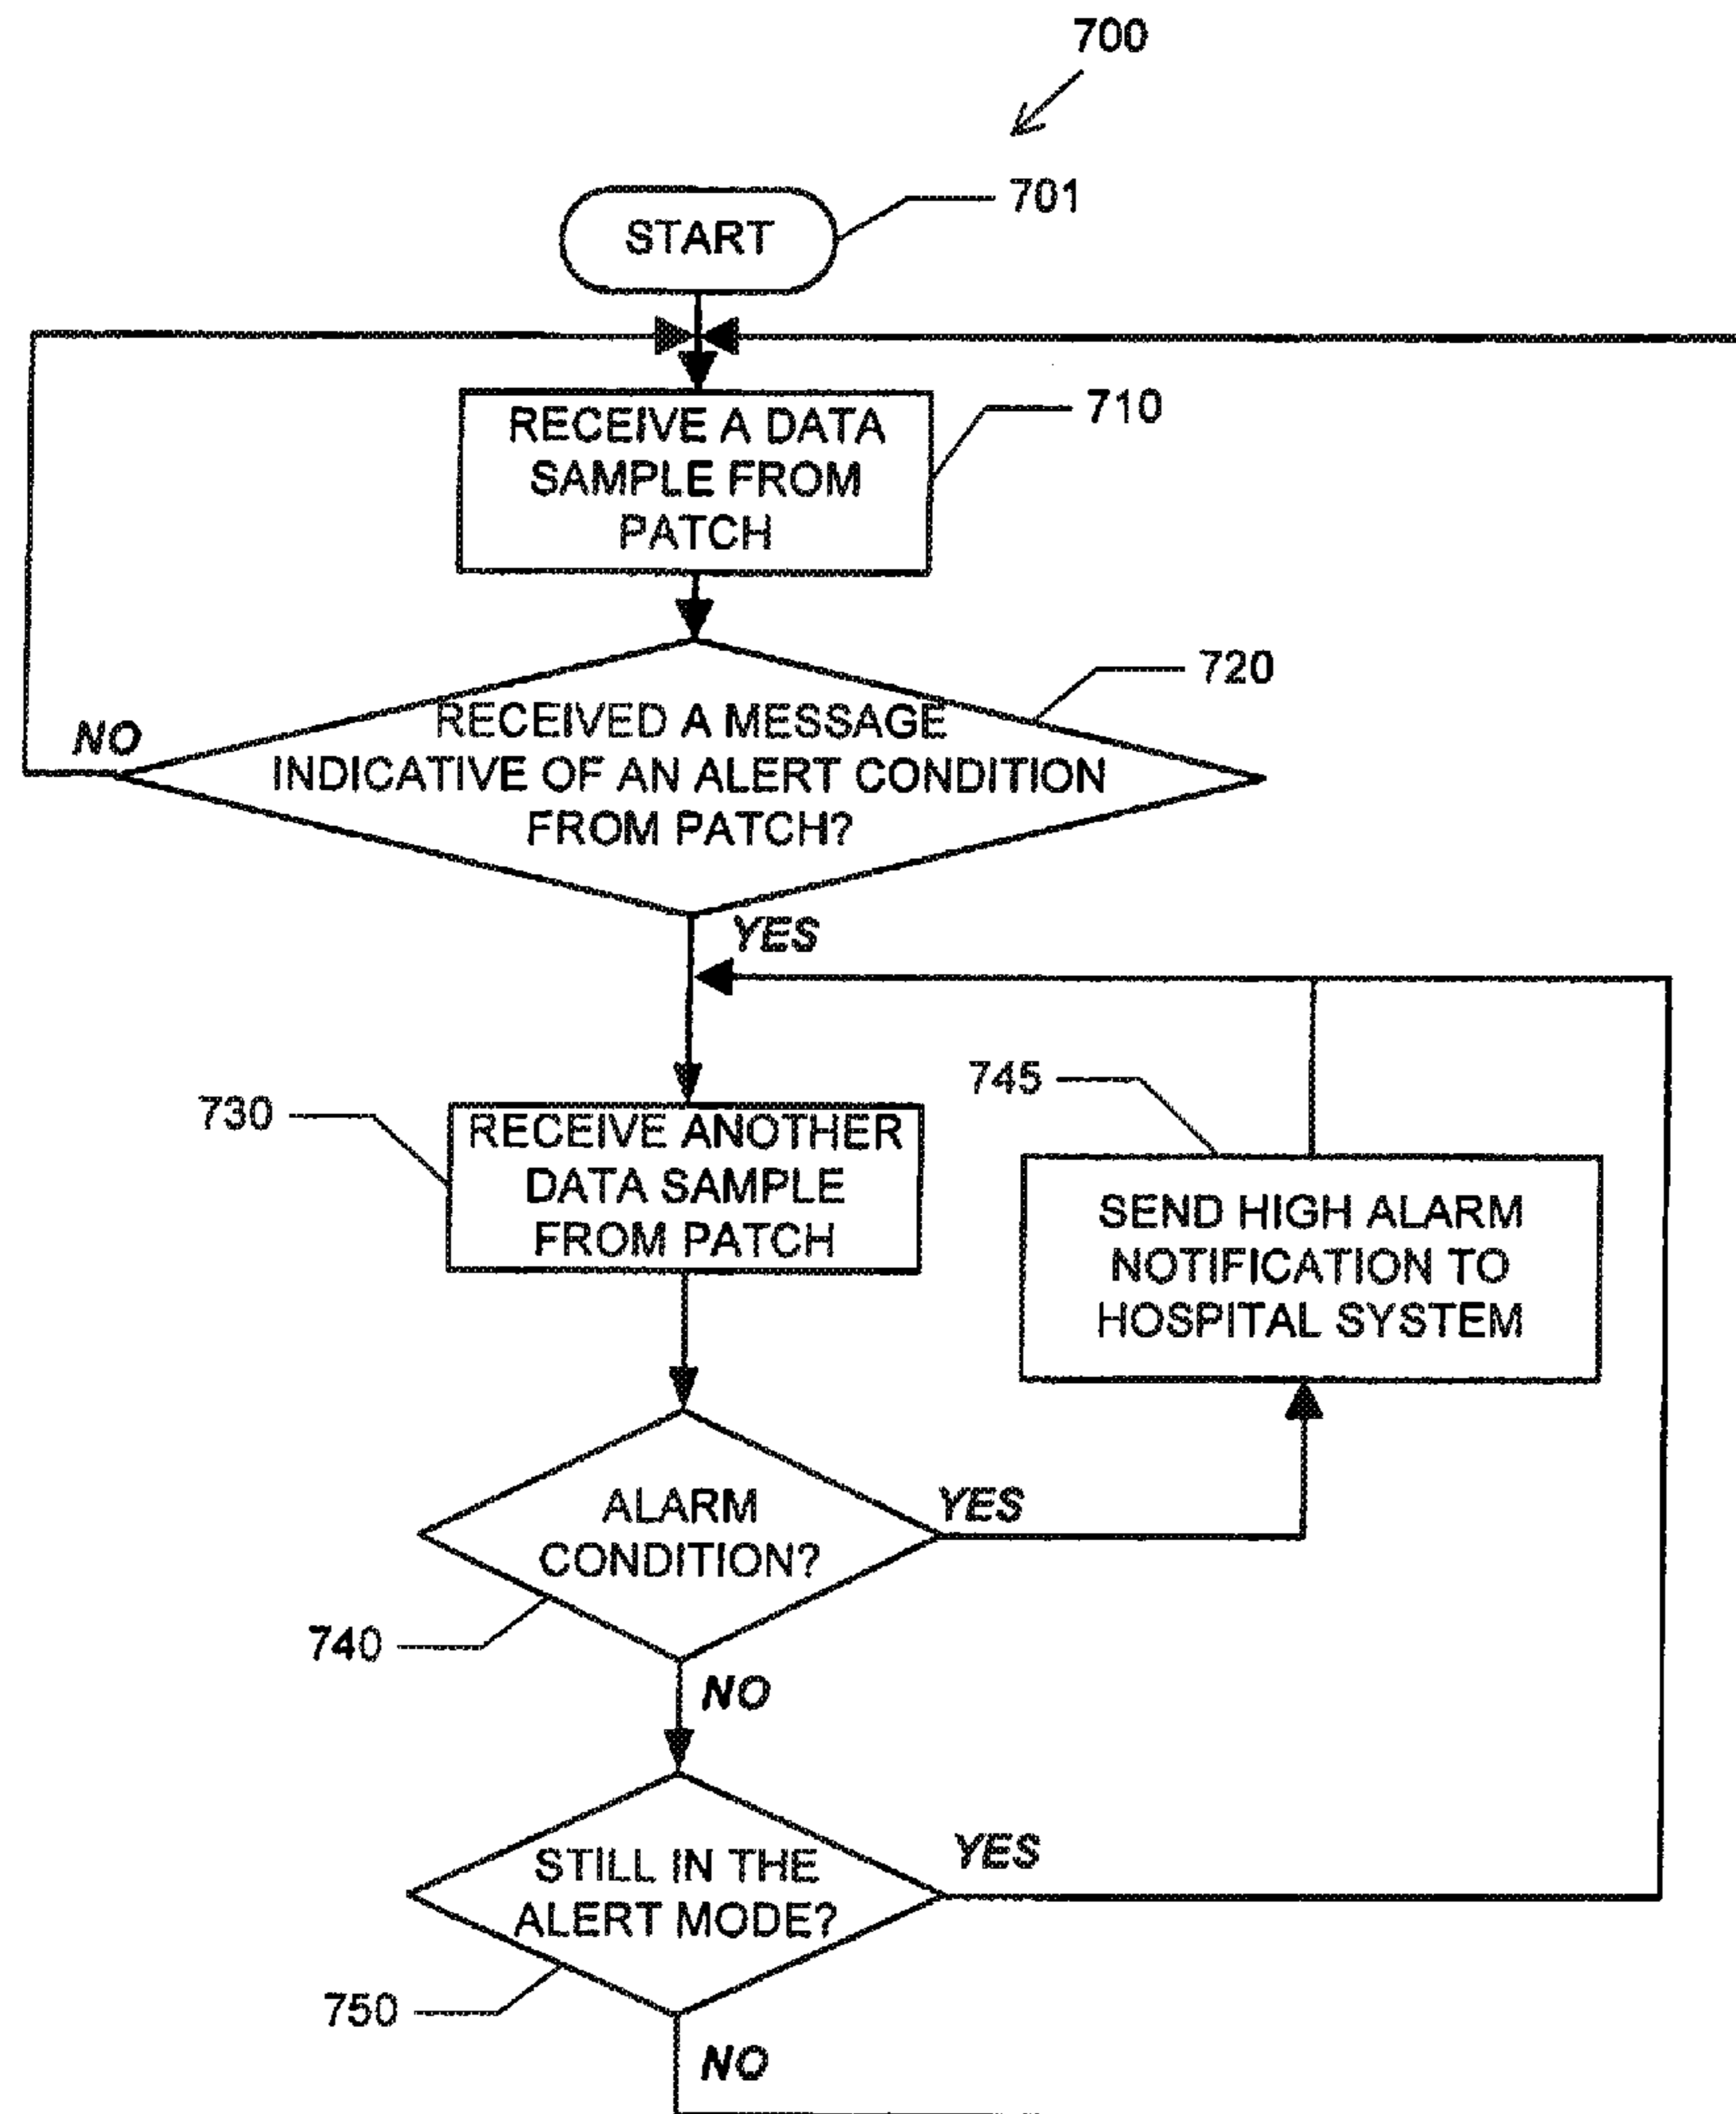 700
START
701
RECEIVE A DATA
SAMPLE FROM
PATCH
710
RECEIVED A MESSAGE
INDICATIVE OF AN ALERT CONDITION
FROM PATCH?
720
NO
YES
730
RECEIVE ANOTHER
DATA SAMPLE
FROM PATCH
745
SEND HIGH ALARM
NOTIFICATION TO
HOSPITAL SYSTEM
ALARM
CONDITION?
YES
740
NO
STILL IN THE
ALERT MODE?
YES
750
NO